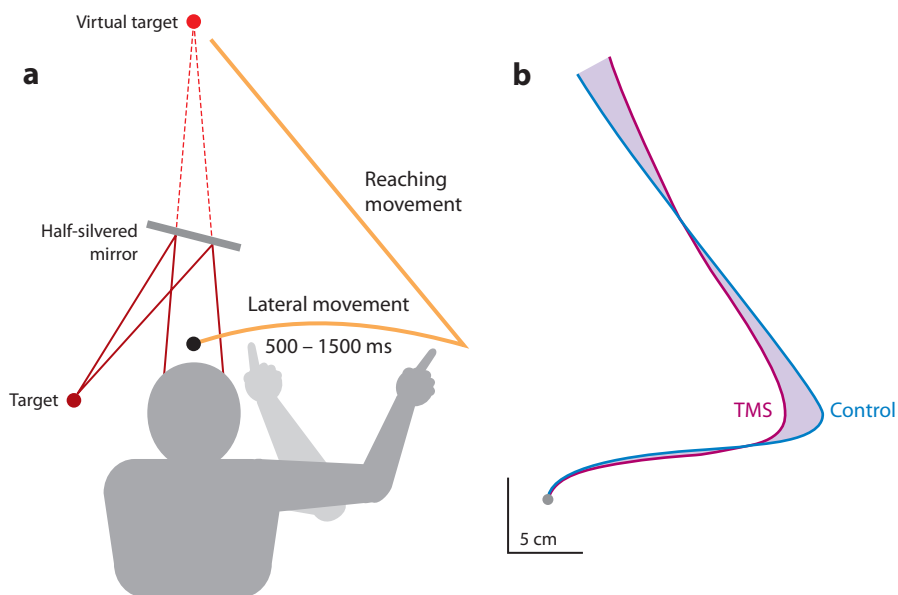 Virtual target
a
Reaching
movement
Half-silvered
mirror
Lateral movement
500 – 1500 ms
Target
b
TMS
Control
5 cm